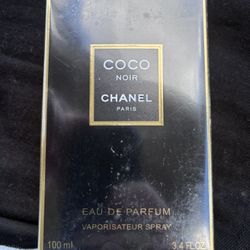 COCO
NOIR
CHANEL
PARIS
EAU DE PARFUM
VAPORISATEUR SPRAY
100 ml 3.4 FL.OZ